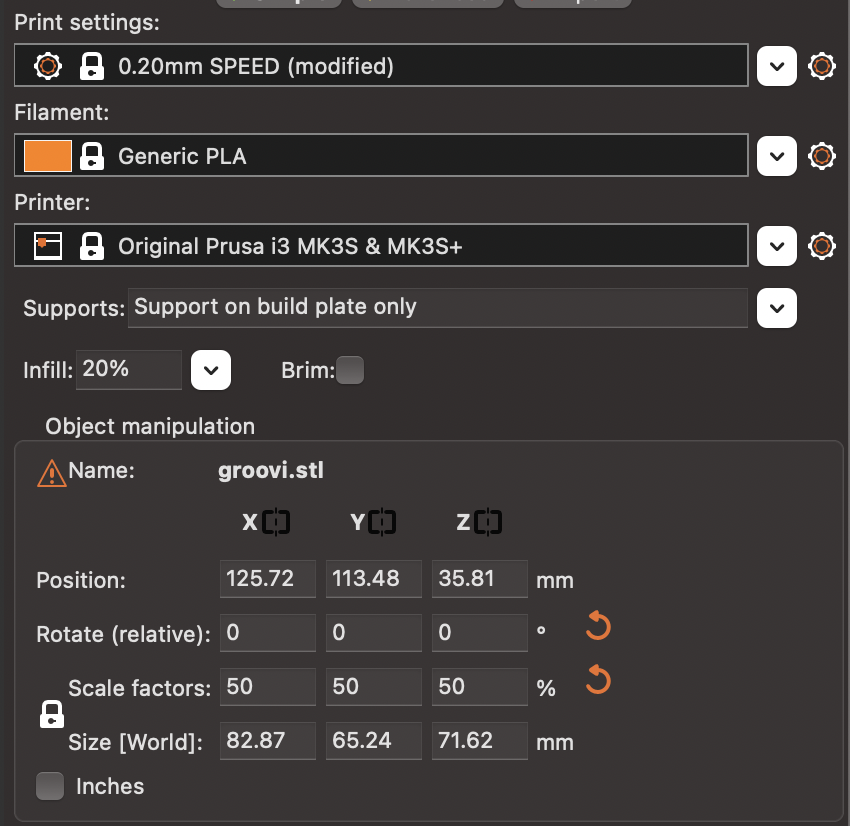 Print settings:
0.20mm SPEED (modified)
Filament:
Generic PLA
Printer:
Original Prusa i3 MK3S & MK3S+
Supports: Support on build plate only
Infill: 20% Brim:
Object manipulation
Name: groovi.stl
X Y Z
Position: 125.72 113.48 35.81 mm
Rotate (relative): 0 0 0 °
Scale factors: 50 50 50 %
Size [World]: 82.87 65.24 71.62 mm
Inches